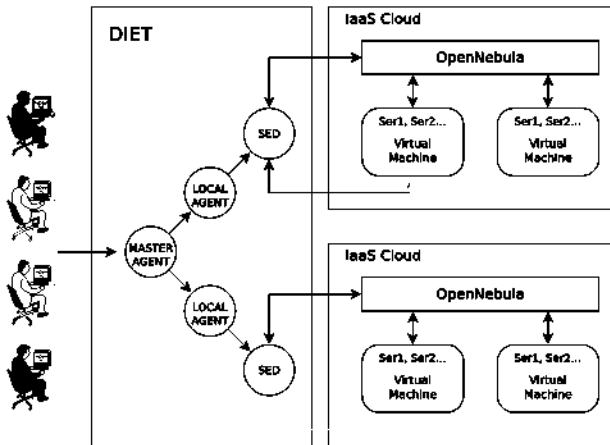 DIET
IaaS Cloud
OpenNebula
Ser1, Ser2...
Virtual
Machine
Ser1, Ser2...
Virtual
Machine
SED
LOCAL
AGENT
MASTER
AGENT
LOCAL
AGENT
SED
IaaS Cloud
OpenNebula
Ser1, Ser2...
Virtual
Machine
Ser1, Ser2...
Virtual
Machine